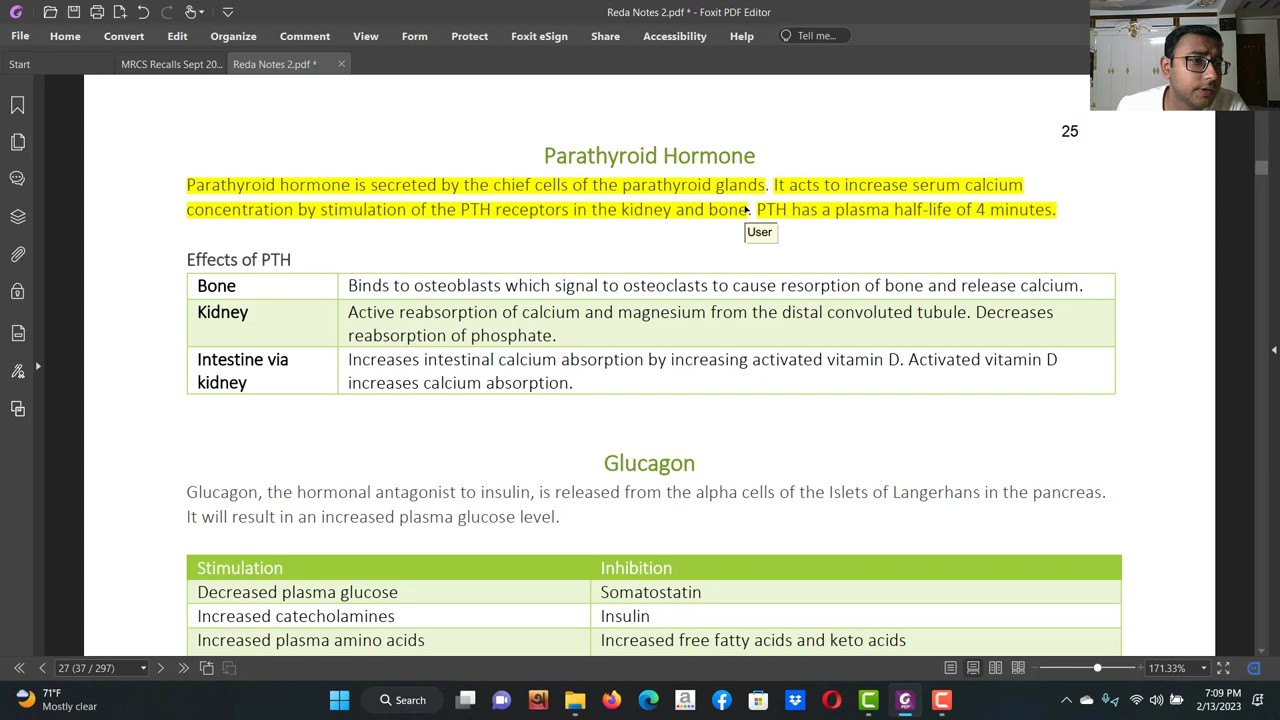 Reda Notes 2.pdf * - Foxit PDF Editor
File Home Convert Edit Organize Comment View Form Protect Foxit eSign Share Accessibility Help Tell me...
Start MRCS Recalls Sept 20... Reda Notes 2.pdf *
25
Parathyroid Hormone
Parathyroid hormone is secreted by the chief cells of the parathyroid glands. It acts to increase serum calcium
concentration by stimulation of the PTH receptors in the kidney and bone. PTH has a plasma half-life of 4 minutes.
User
Effects of PTH
Bone Binds to osteoblasts which signal to osteoclasts to cause resorption of bone and release calcium.
Kidney Active reabsorption of calcium and magnesium from the distal convoluted tubule. Decreases
reabsorption of phosphate.
Intestine via Increases intestinal calcium absorption by increasing activated vitamin D. Activated vitamin D
kidney increases calcium absorption.
Glucagon
Glucagon, the hormonal antagonist to insulin, is released from the alpha cells of the Islets of Langerhans in the pancreas.
It will result in an increased plasma glucose level.
Stimulation Inhibition
Decreased plasma glucose Somatostatin
Increased catecholamines Insulin
Increased plasma amino acids Increased free fatty acids and keto acids
27 (37 / 297) 171.33%
71°F
Mostly clear
Search
7:09 PM
2/13/2023